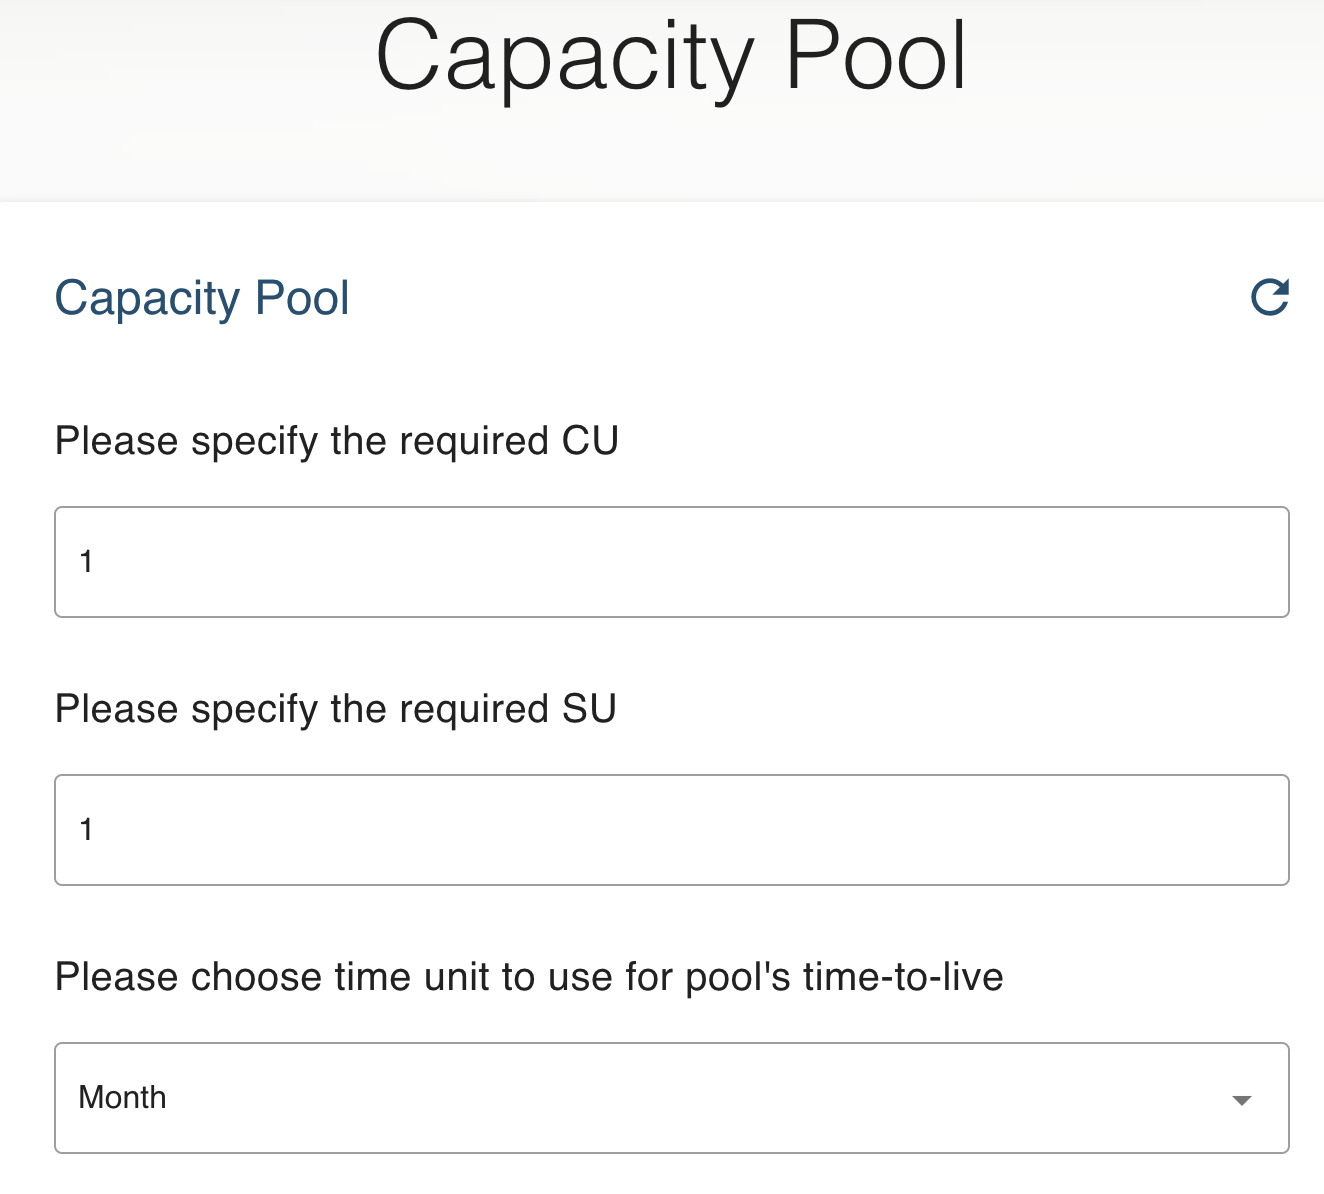 Capacity Pool
Capacity Pool
Please specify the required CU
1
Please specify the required SU
1
Please choose time unit to use for pool's time-to-live
Month